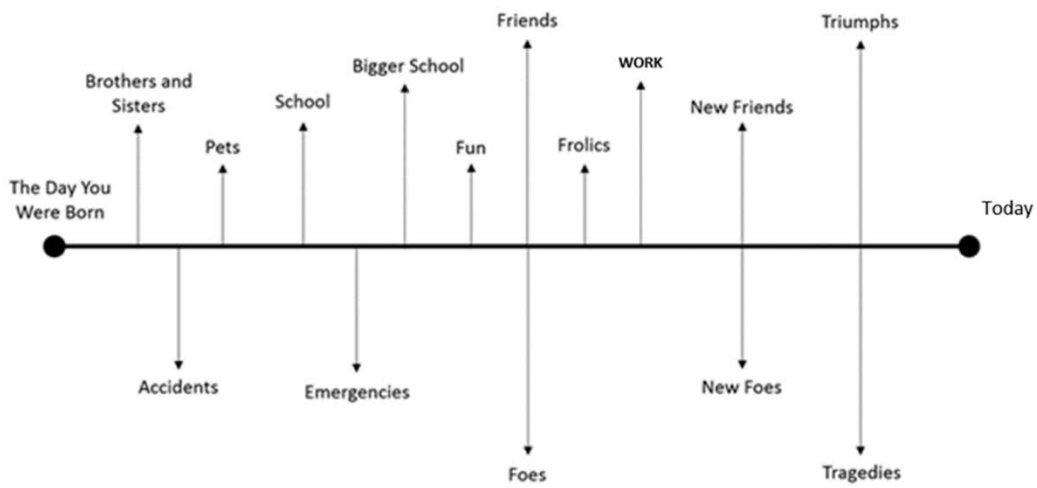 Friends
Triumphs
Bigger School
WORK
Brothers and
Sisters
School
New Friends
Pets
Fun
Frolics
The Day You
Were Born
Today
Accidents
Emergencies
New Foes
Foes
Tragedies